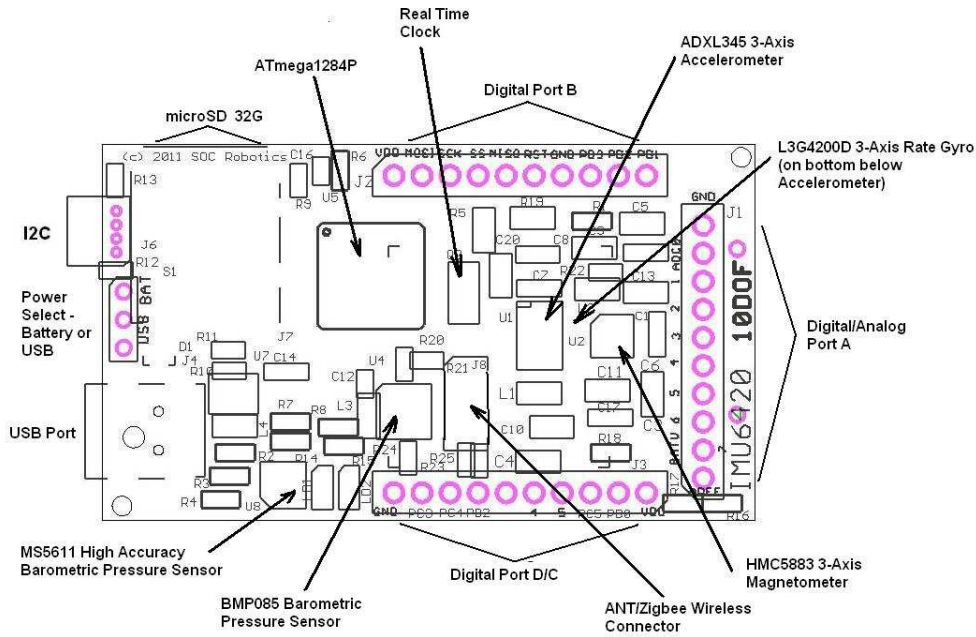 Real Time
Clock
ADXL345 3-Axis
Accelerometer
ATmega1284P
Digital Port B
microSD 32G
L3G4200D 3-Axis Rate Gyro
(on bottom below
Accelerometer)
(c) 2011 SOC Robotics
C16
R6
VDD MOSI SCK SS MISO RST GND PB3 PB2 PB1
J2
U5
R13
R9
GND
J1
R5
R19
C5
I2C
J6
C20
C8
ADC0
R12
S1
R22
C13
Power
Select -
Battery or
USB
USB BAT
C7
1
2
3
4
5
6
U1
U2
C1
10DOF
IMU6420
Digital/Analog
Port A
J7
R11
D1
J4
R10
U7
C14
U4
R20
R21
J8
C12
L1
C11
C6
C17
USB Port
R7
R8
L3
L4
C10
BATV
R2
R14
R15
R24
R23
R25
C4
R18
J3
R3
R4
U8
LD2
R17
R16
GND PC3 PC4 PB2 4 5 PC5 PB0 VDD
MS5611 High Accuracy
Barometric Pressure Sensor
Digital Port D/C
HMC5883 3-Axis
Magnetometer
BMP085 Barometric
Pressure Sensor
ANT/Zigbee Wireless
Connector